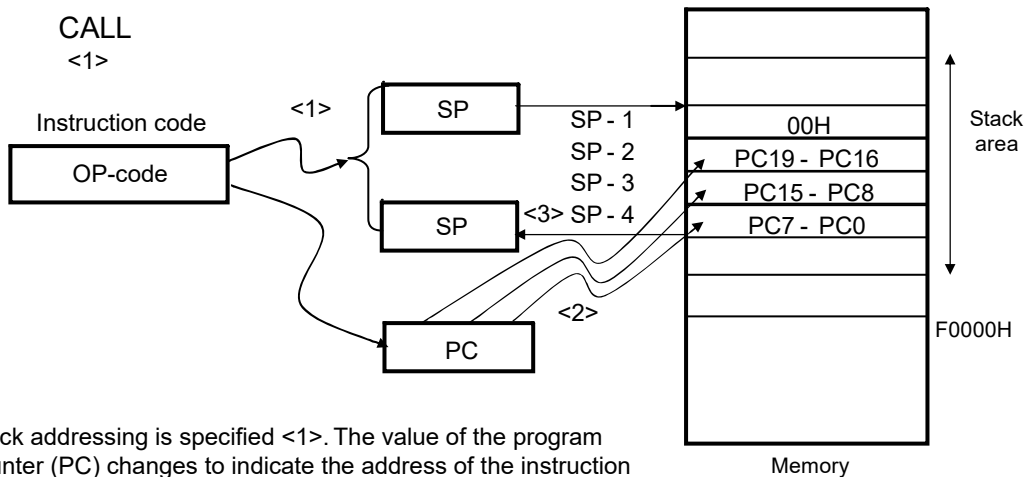 CALL
<1>
Instruction code
OP-code
<1>
SP
SP
SP - 1
SP - 2
SP - 3
<3> SP - 4
<2>
PC
00H
PC19 - PC16
PC15 - PC8
PC7 - PC0
Stack
area
F0000H
Memory
addressing is specified <1>. The value of the program
(PC) changes to indicate the address of the instruction